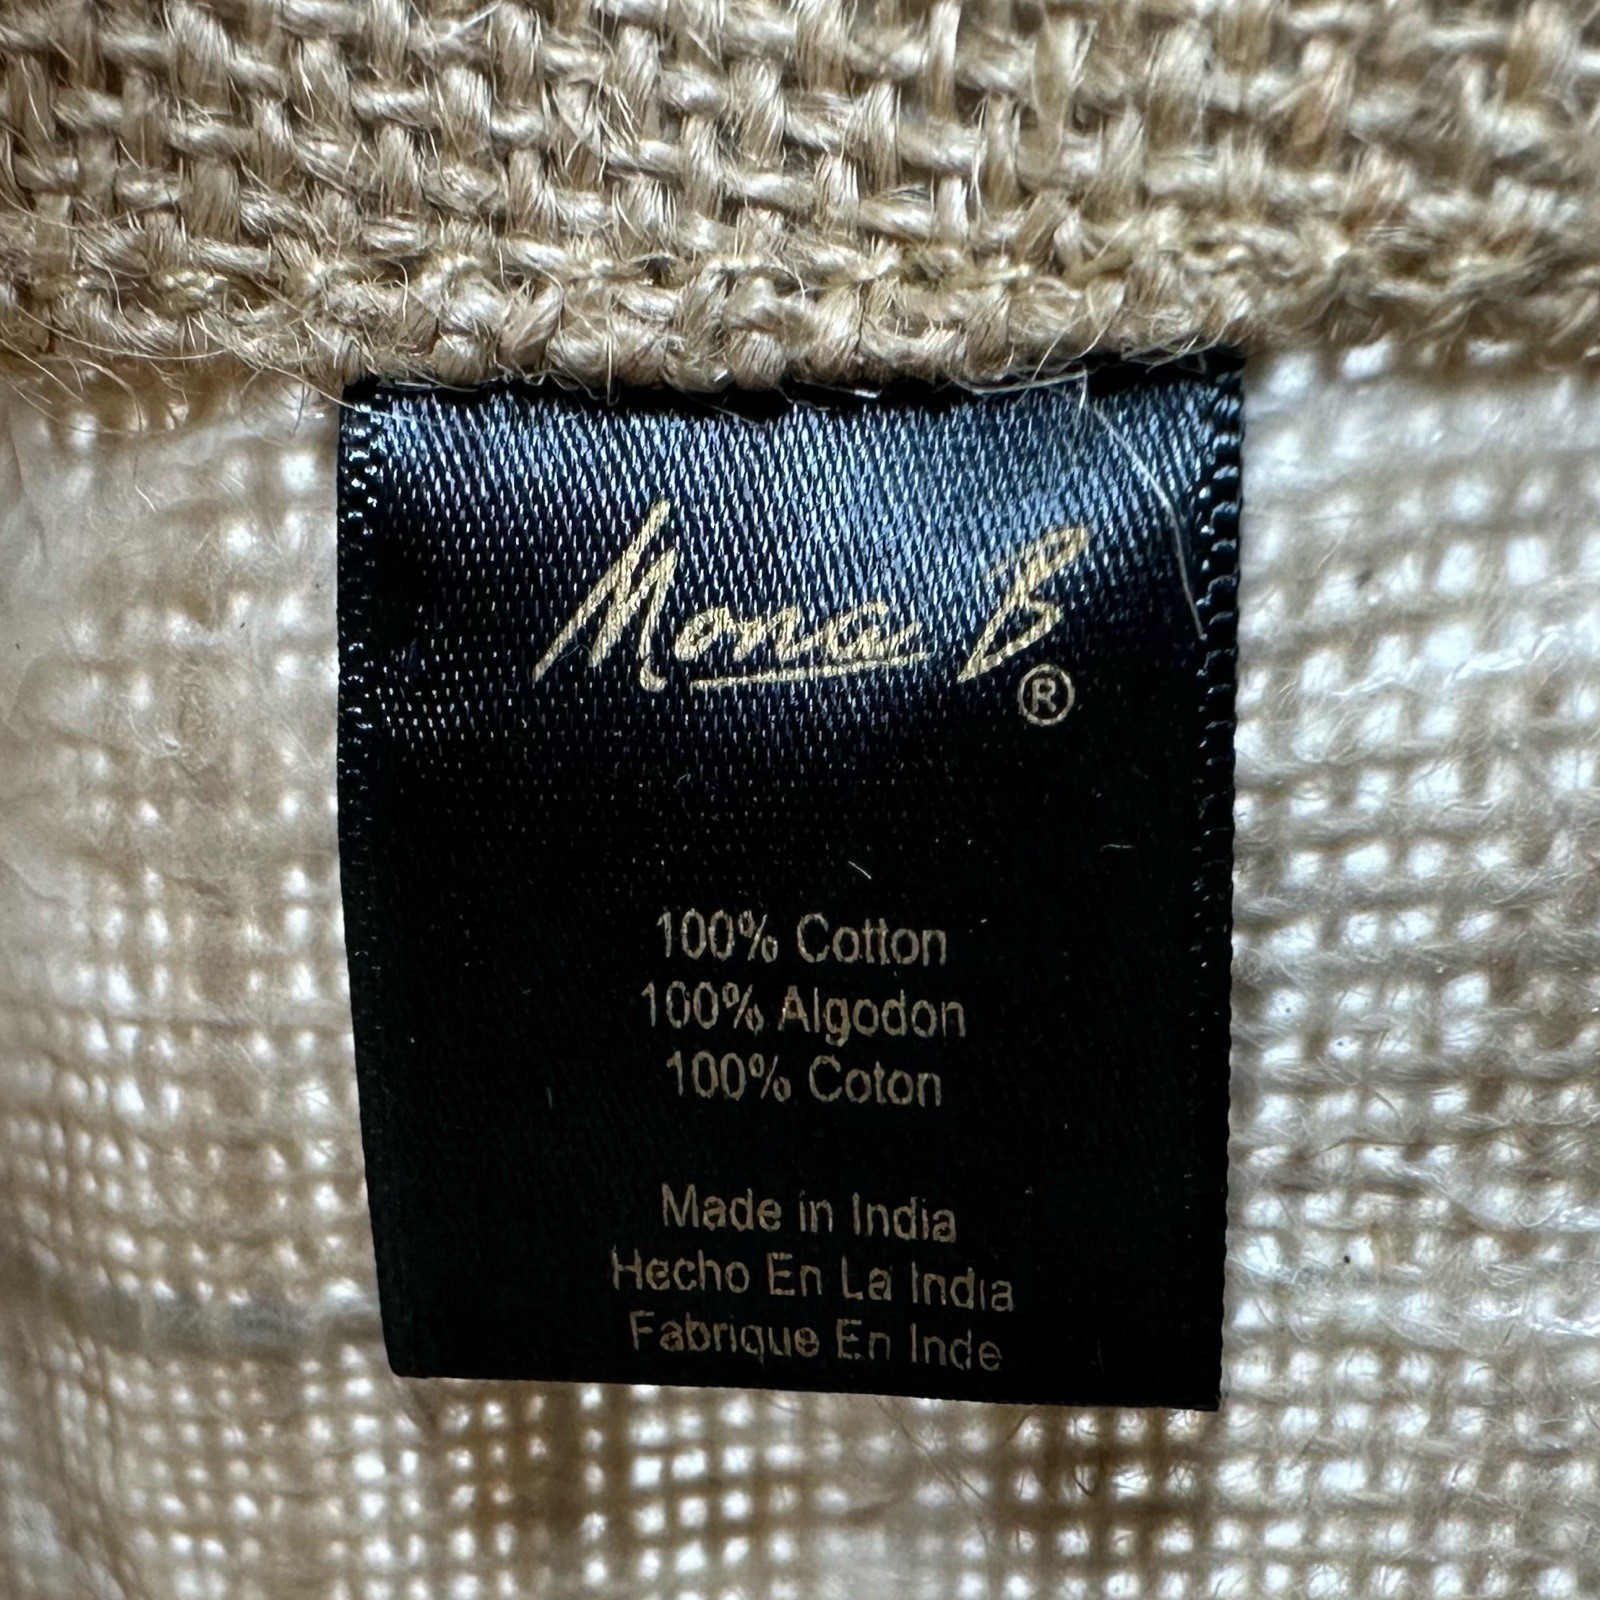 Mona B
®
100% Cotton
100% Algodon
100% Coton
Made in India
Hecho En La India
Fabrique En Inde